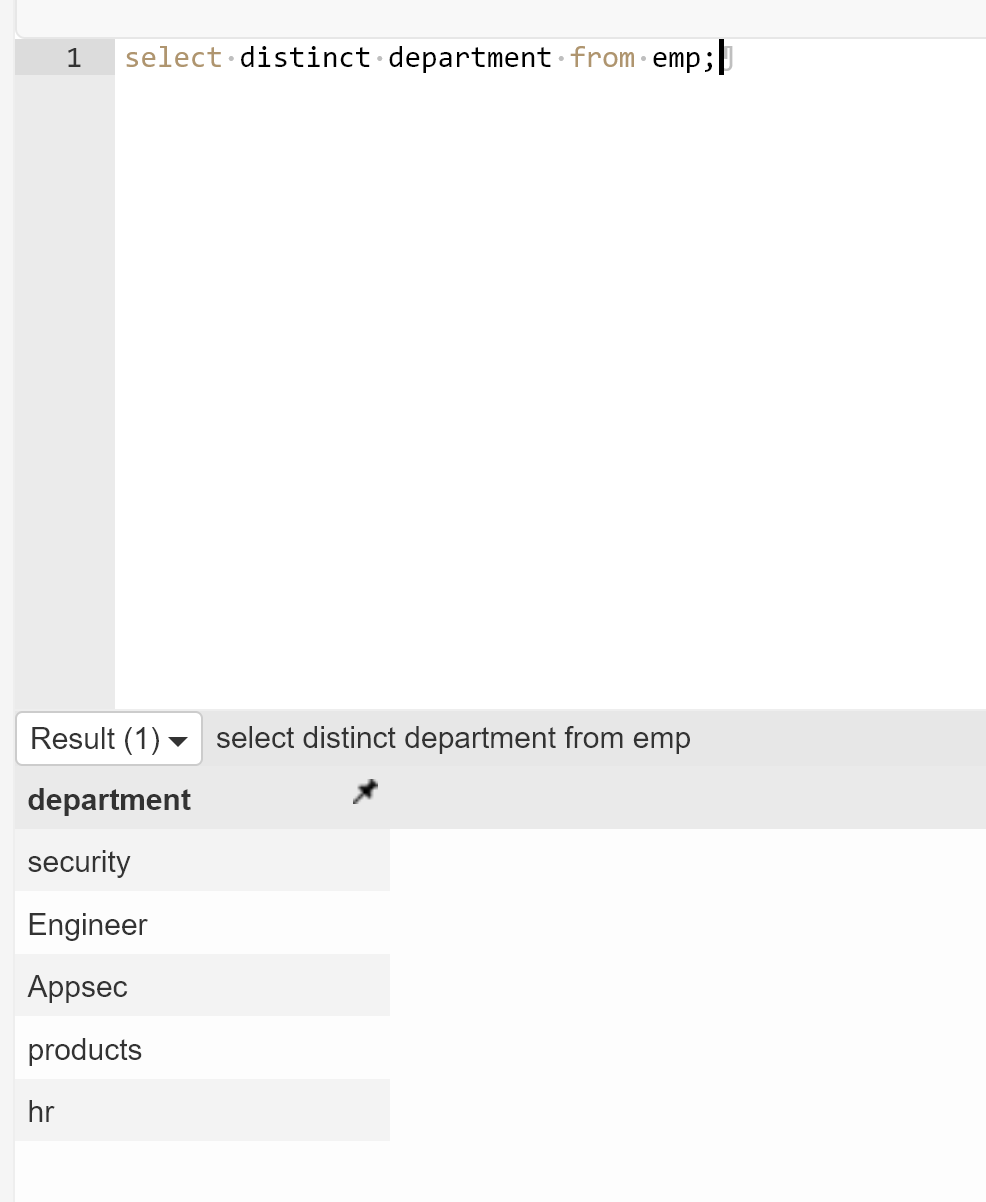 1 select distinct department from emp;
Result (1) select distinct department from emp
department
security
Engineer
Appsec
products
hr